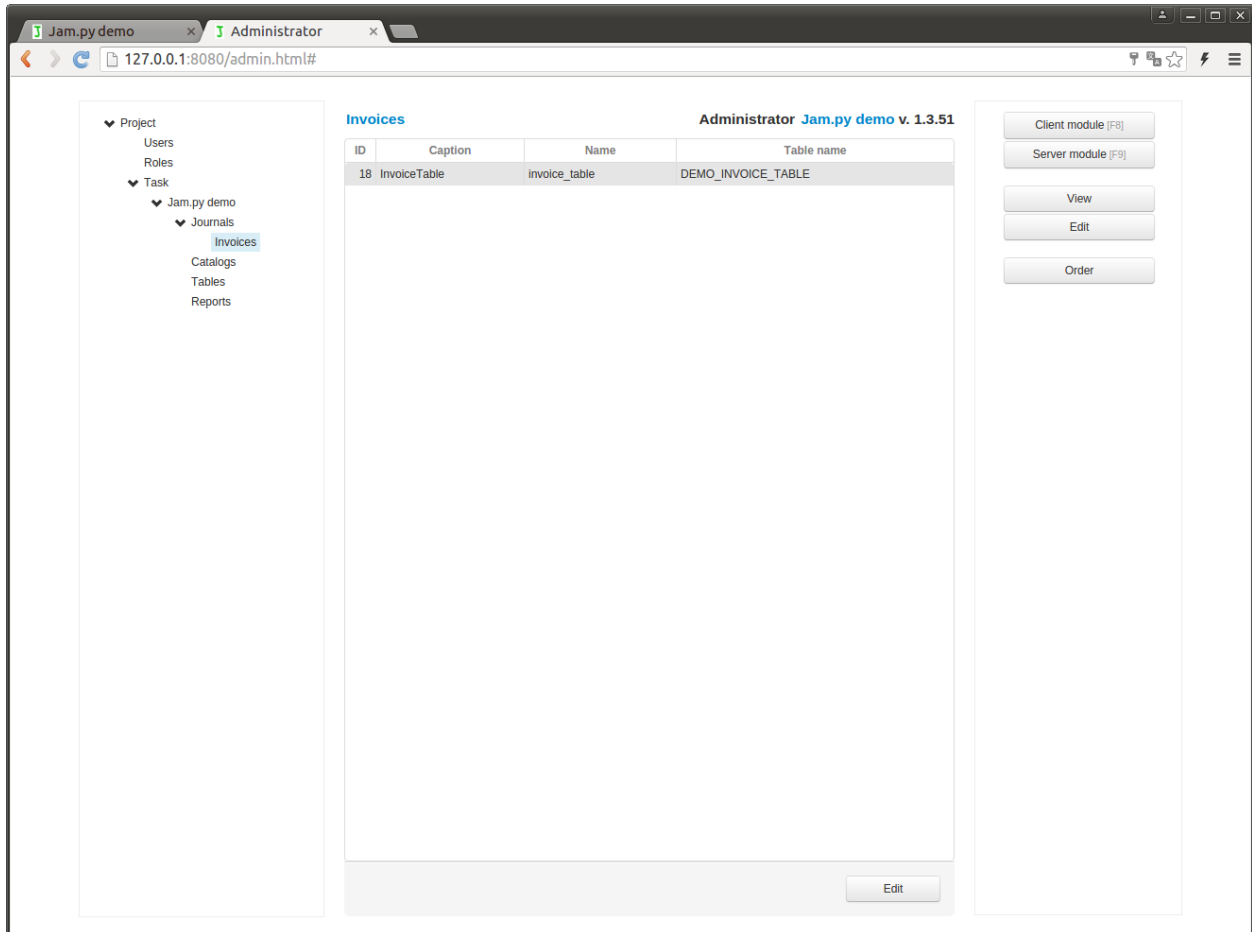 Jam.py demo
Administrator
127.0.0.1:8080/admin.html#
Project
Users
Roles
Task
Jam.py demo
Journals
Invoices
Catalogs
Tables
Reports
Invoices
Administrator Jam.py demo v. 1.3.51
ID Caption Name Table name
18 InvoiceTable invoice_table DEMO_INVOICE_TABLE
Edit
Client module [F8]
Server module [F9]
View
Edit
Order